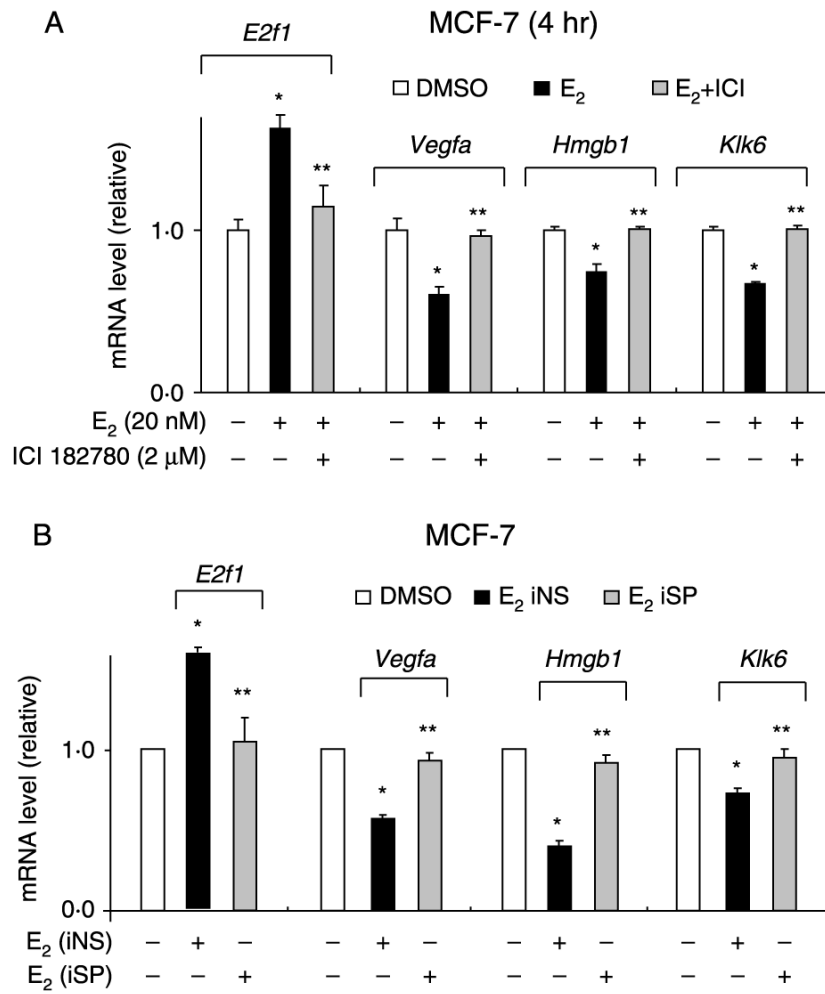 A
MCF-7 (4 hr)
E2f1
DMSO E₂ E₂+ICI
Vegfa Hmgb1 Klk6
* ** * ** * ** * **
mRNA level (relative)
1·0
0·0
E₂ (20 nM) – + + – + + – + + – + +
ICI 182780 (2 μM) – – + – – + – – + – – +
B
MCF-7
E2f1
DMSO E₂ iNS E₂ iSP
Vegfa Hmgb1 Klk6
* ** * ** * ** * **
mRNA level (relative)
1·0
0·0
E₂ (iNS) – + – – + – – + – – + –
E₂ (iSP) – – + – – + – – + – – +